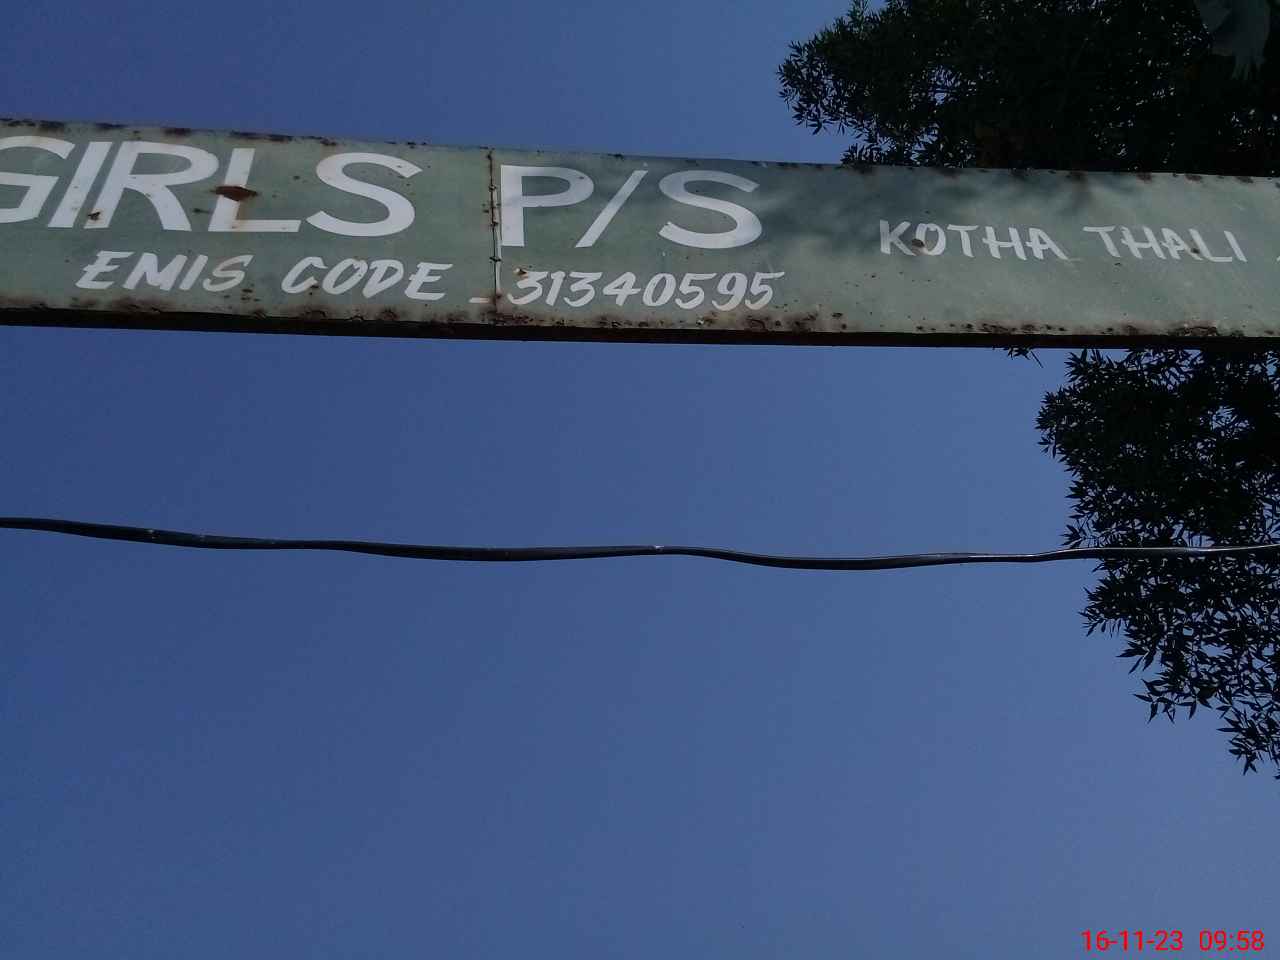 GIRLS P/S KOTHA THALI
EMIS CODE - 31340595
16-11-23 09:58